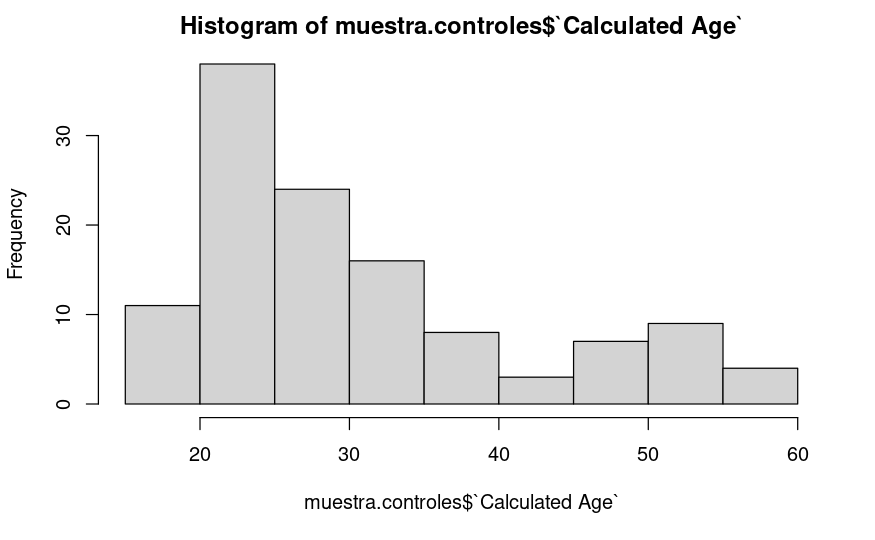 Histogram of muestra.controles$`Calculated Age`
Frequency
30
20
10
0
20 30 40 50 60
muestra.controles$`Calculated Age`